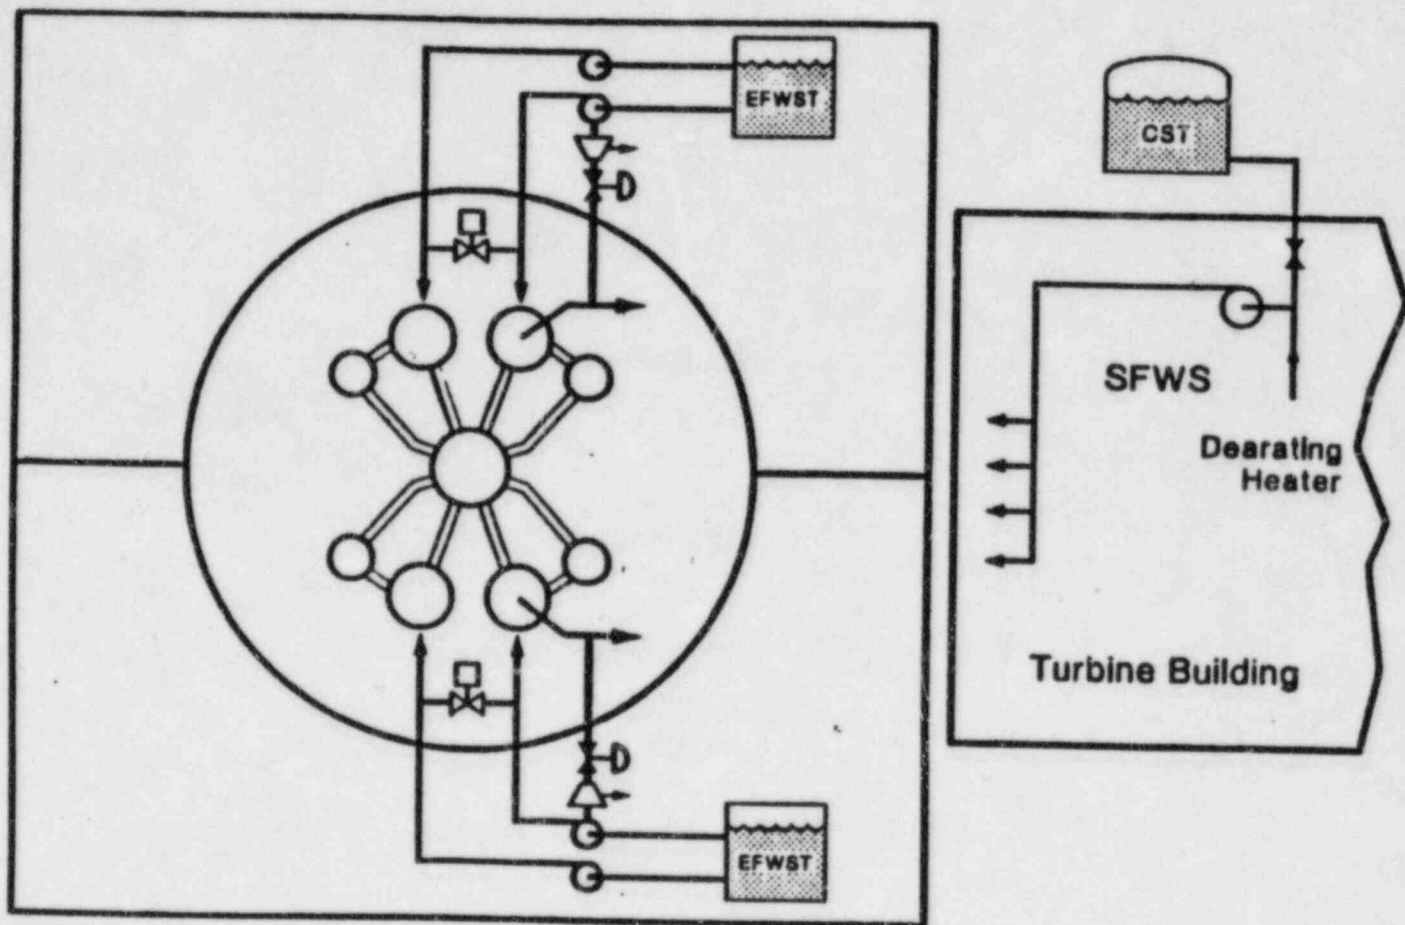 EFWST
CST
SFWS
Dearating
Heater
Turbine Building
EFWST